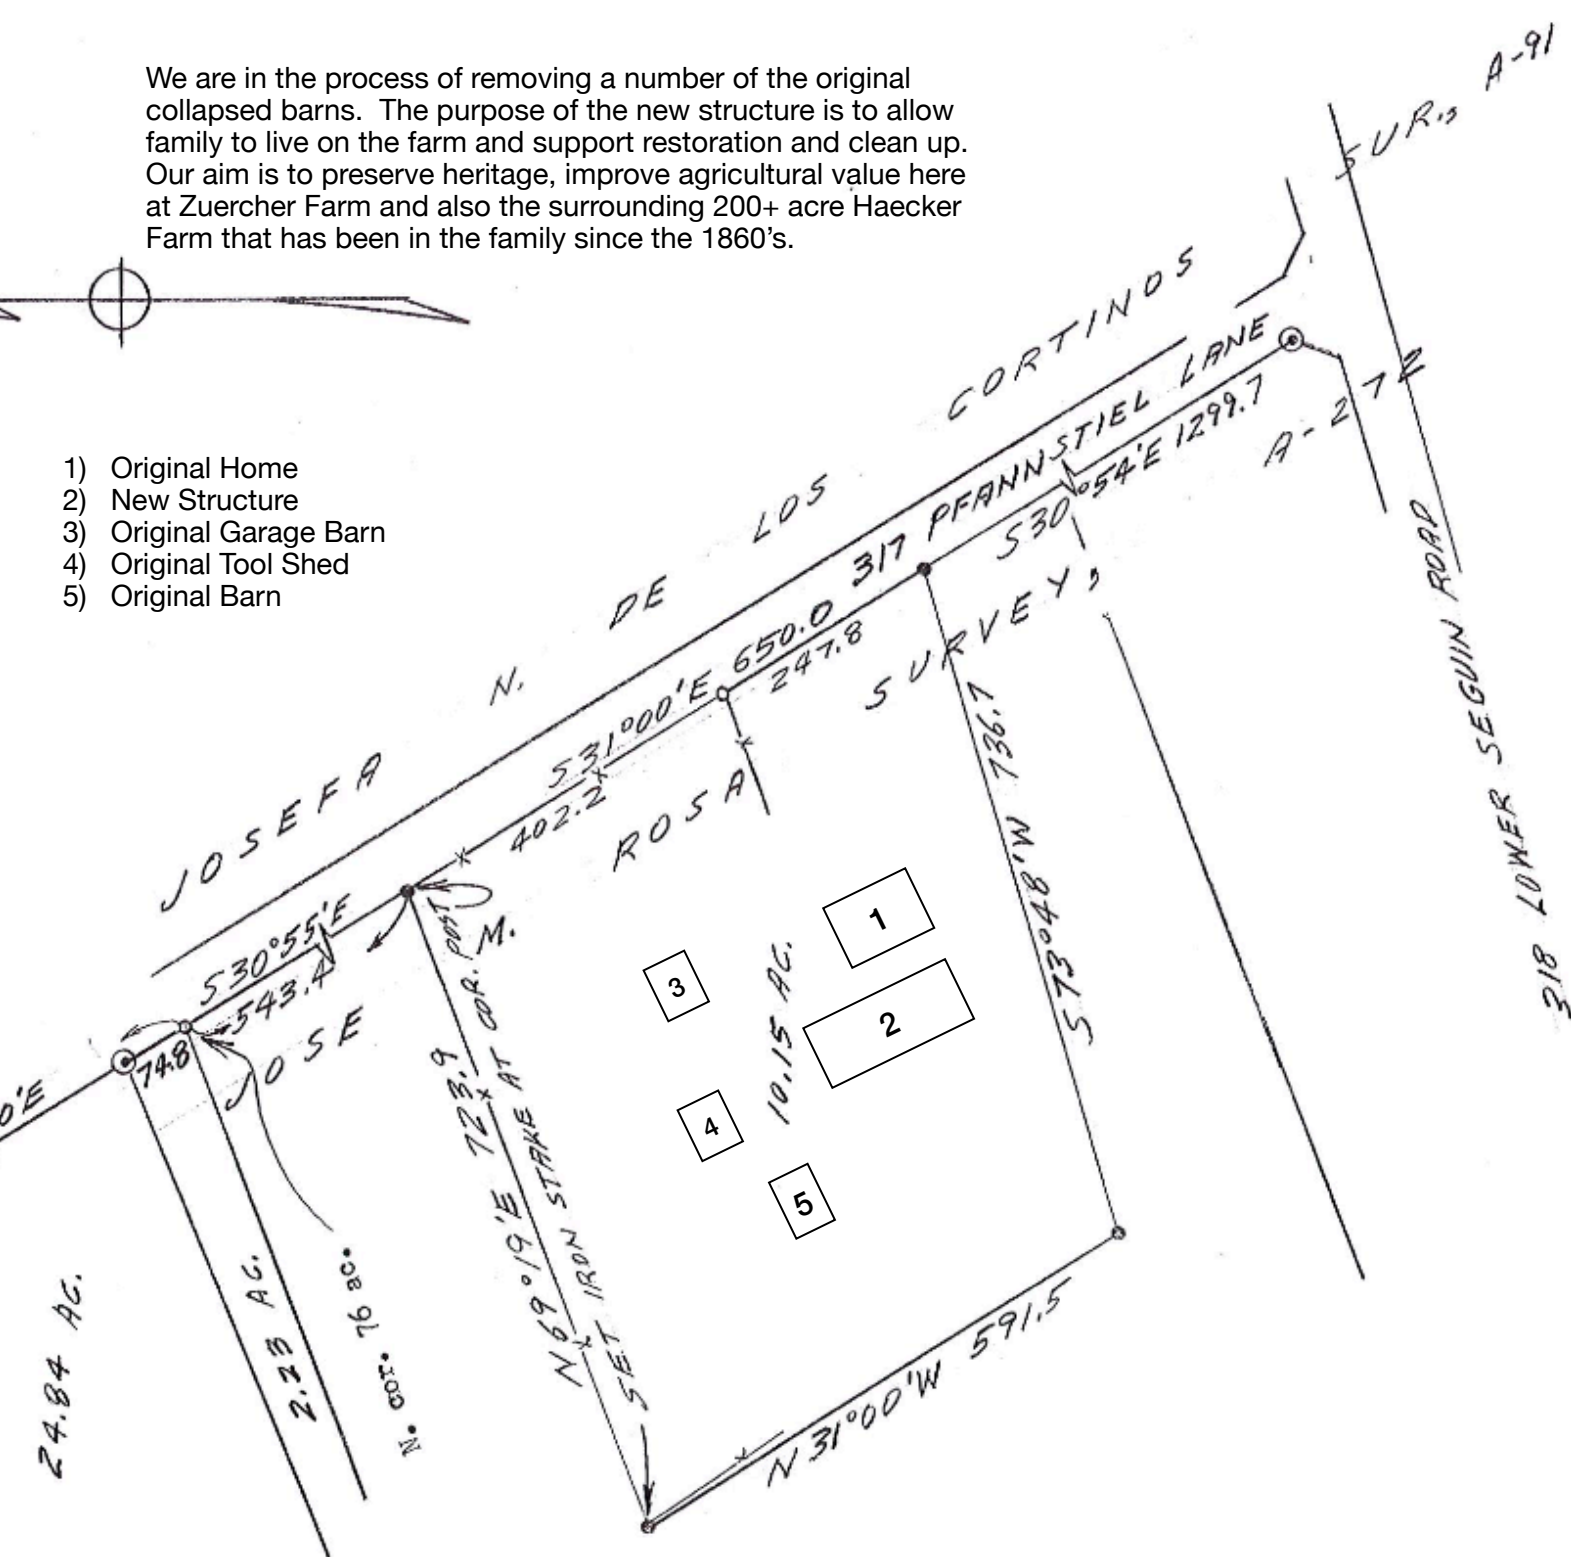 We are in the process of removing a number of the original
collapsed barns.  The purpose of the new structure is to allow
family to live on the farm and support restoration and clean up.
Our aim is to preserve heritage, improve agricultural value here
at Zuercher Farm and also the surrounding 200+ acre Haecker
Farm that has been in the family since the 1860's.
1) Original Home
2) New Structure
3) Original Garage Barn
4) Original Tool Shed
5) Original Barn
JOSEFA N. DE LOS CORTINOS SUR., A-91
317 PFANNSTIEL LANE
S30°54'E 1299.7
S31°00'E 650.0
402.2
247.8
S30°55'E
543.4
74.8
0'E
JOSE M. ROSA SURVEY, A-272
318 LOWER SEGUIN ROAD
S73°48'W 736.7
N 31°00'W 591.5
N69°19'E 723.9
SET IRON STAKE AT COR. POST
10.15 AC.
1
2
3
4
5
2.23 AC.
N. cor. 76 ac.
24.84 AC.